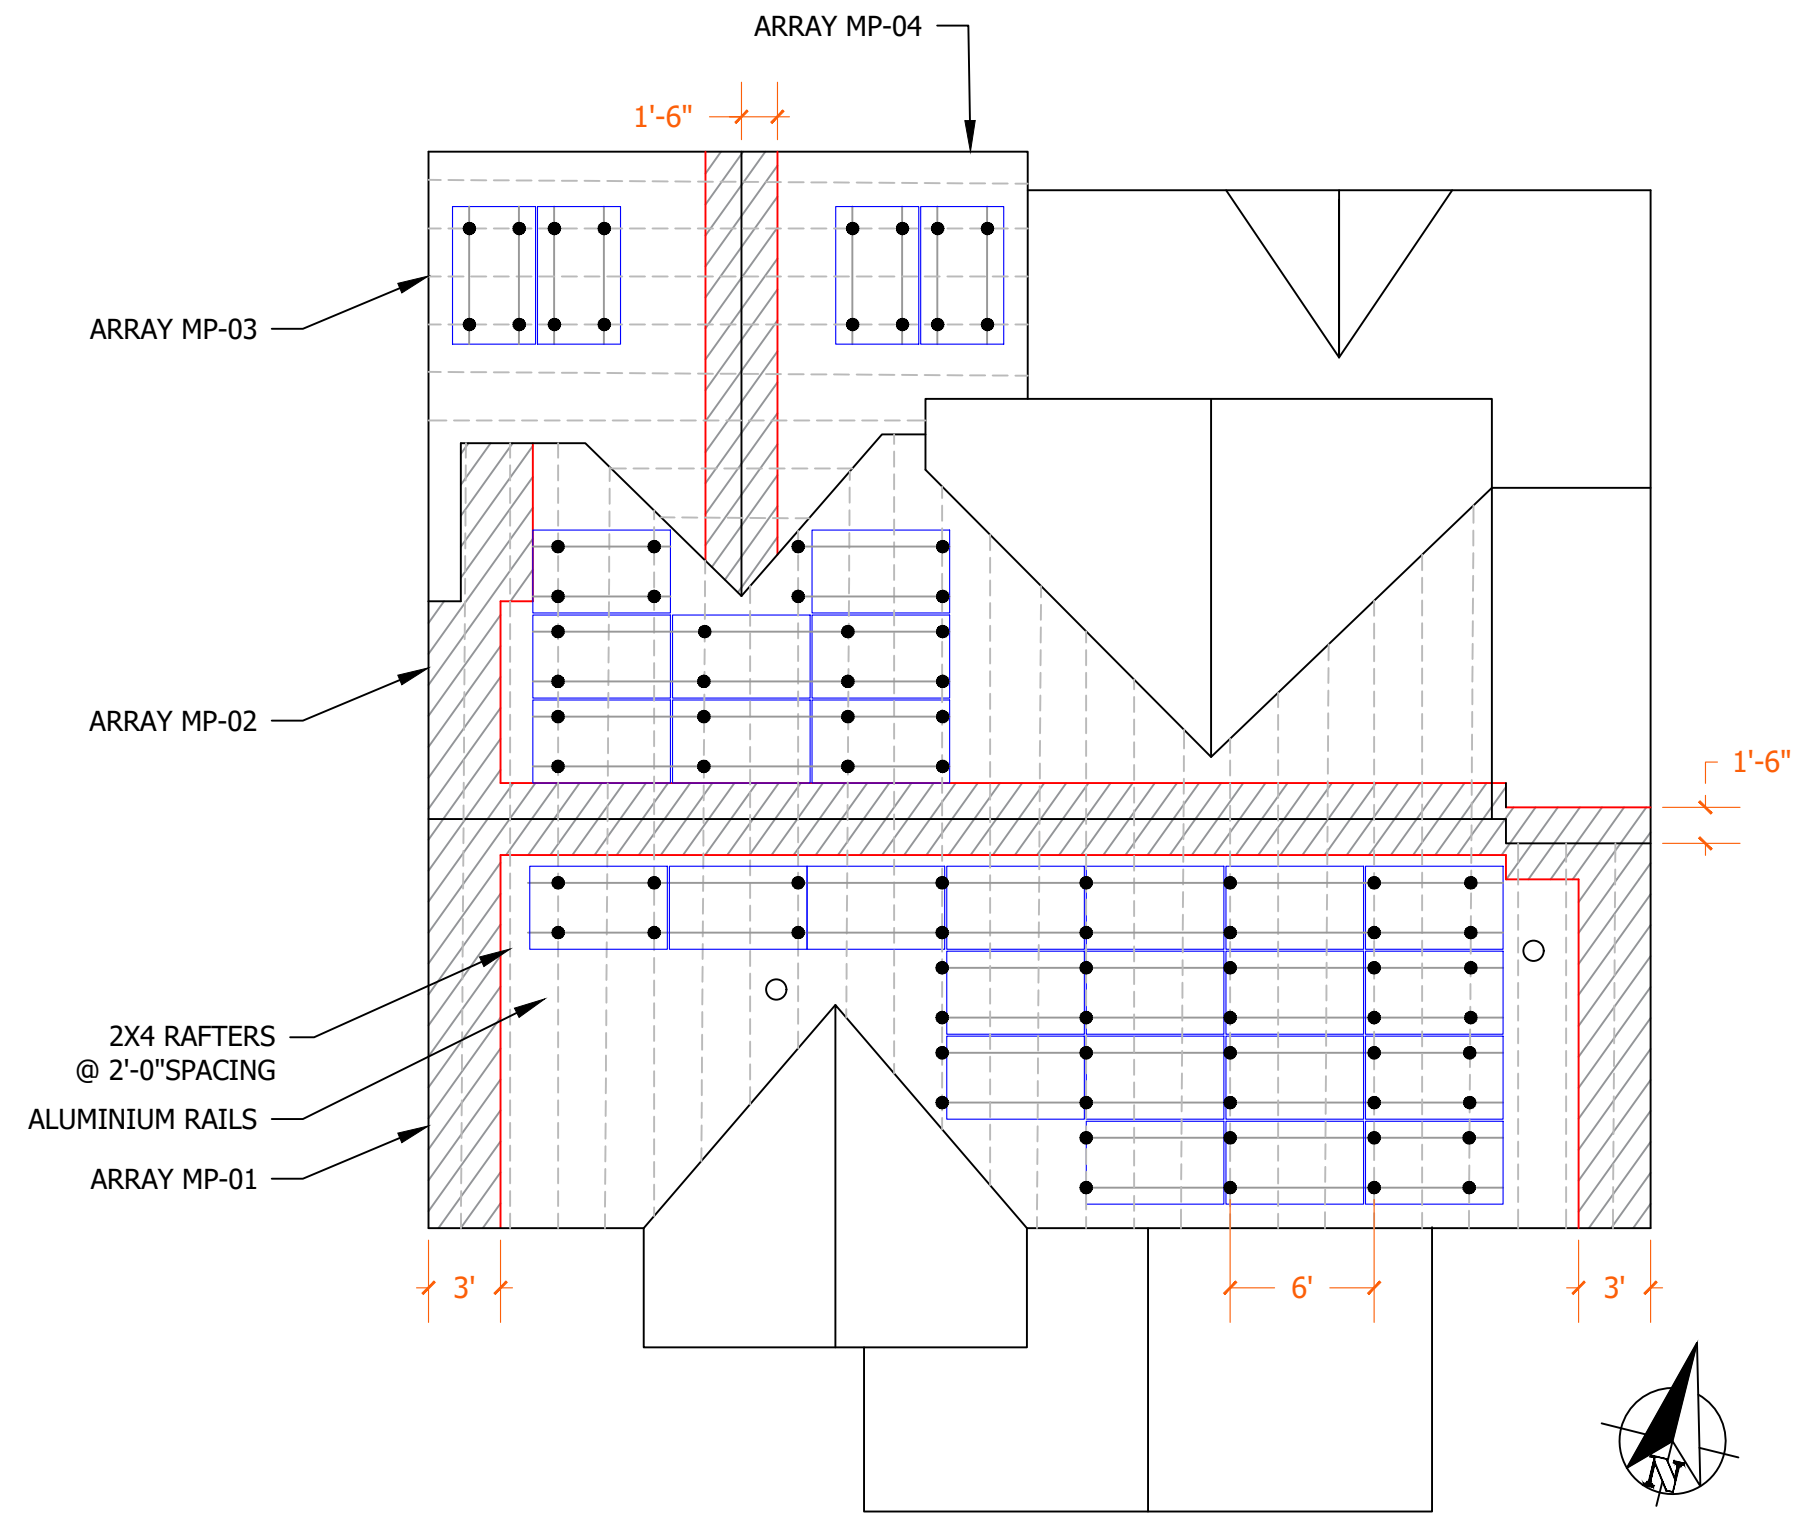 ARRAY MP-04
1'-6"
ARRAY MP-03
ARRAY MP-02
1'-6"
2X4 RAFTERS
@ 2'-0"SPACING
ALUMINIUM RAILS
ARRAY MP-01
3'
6'
3'
N